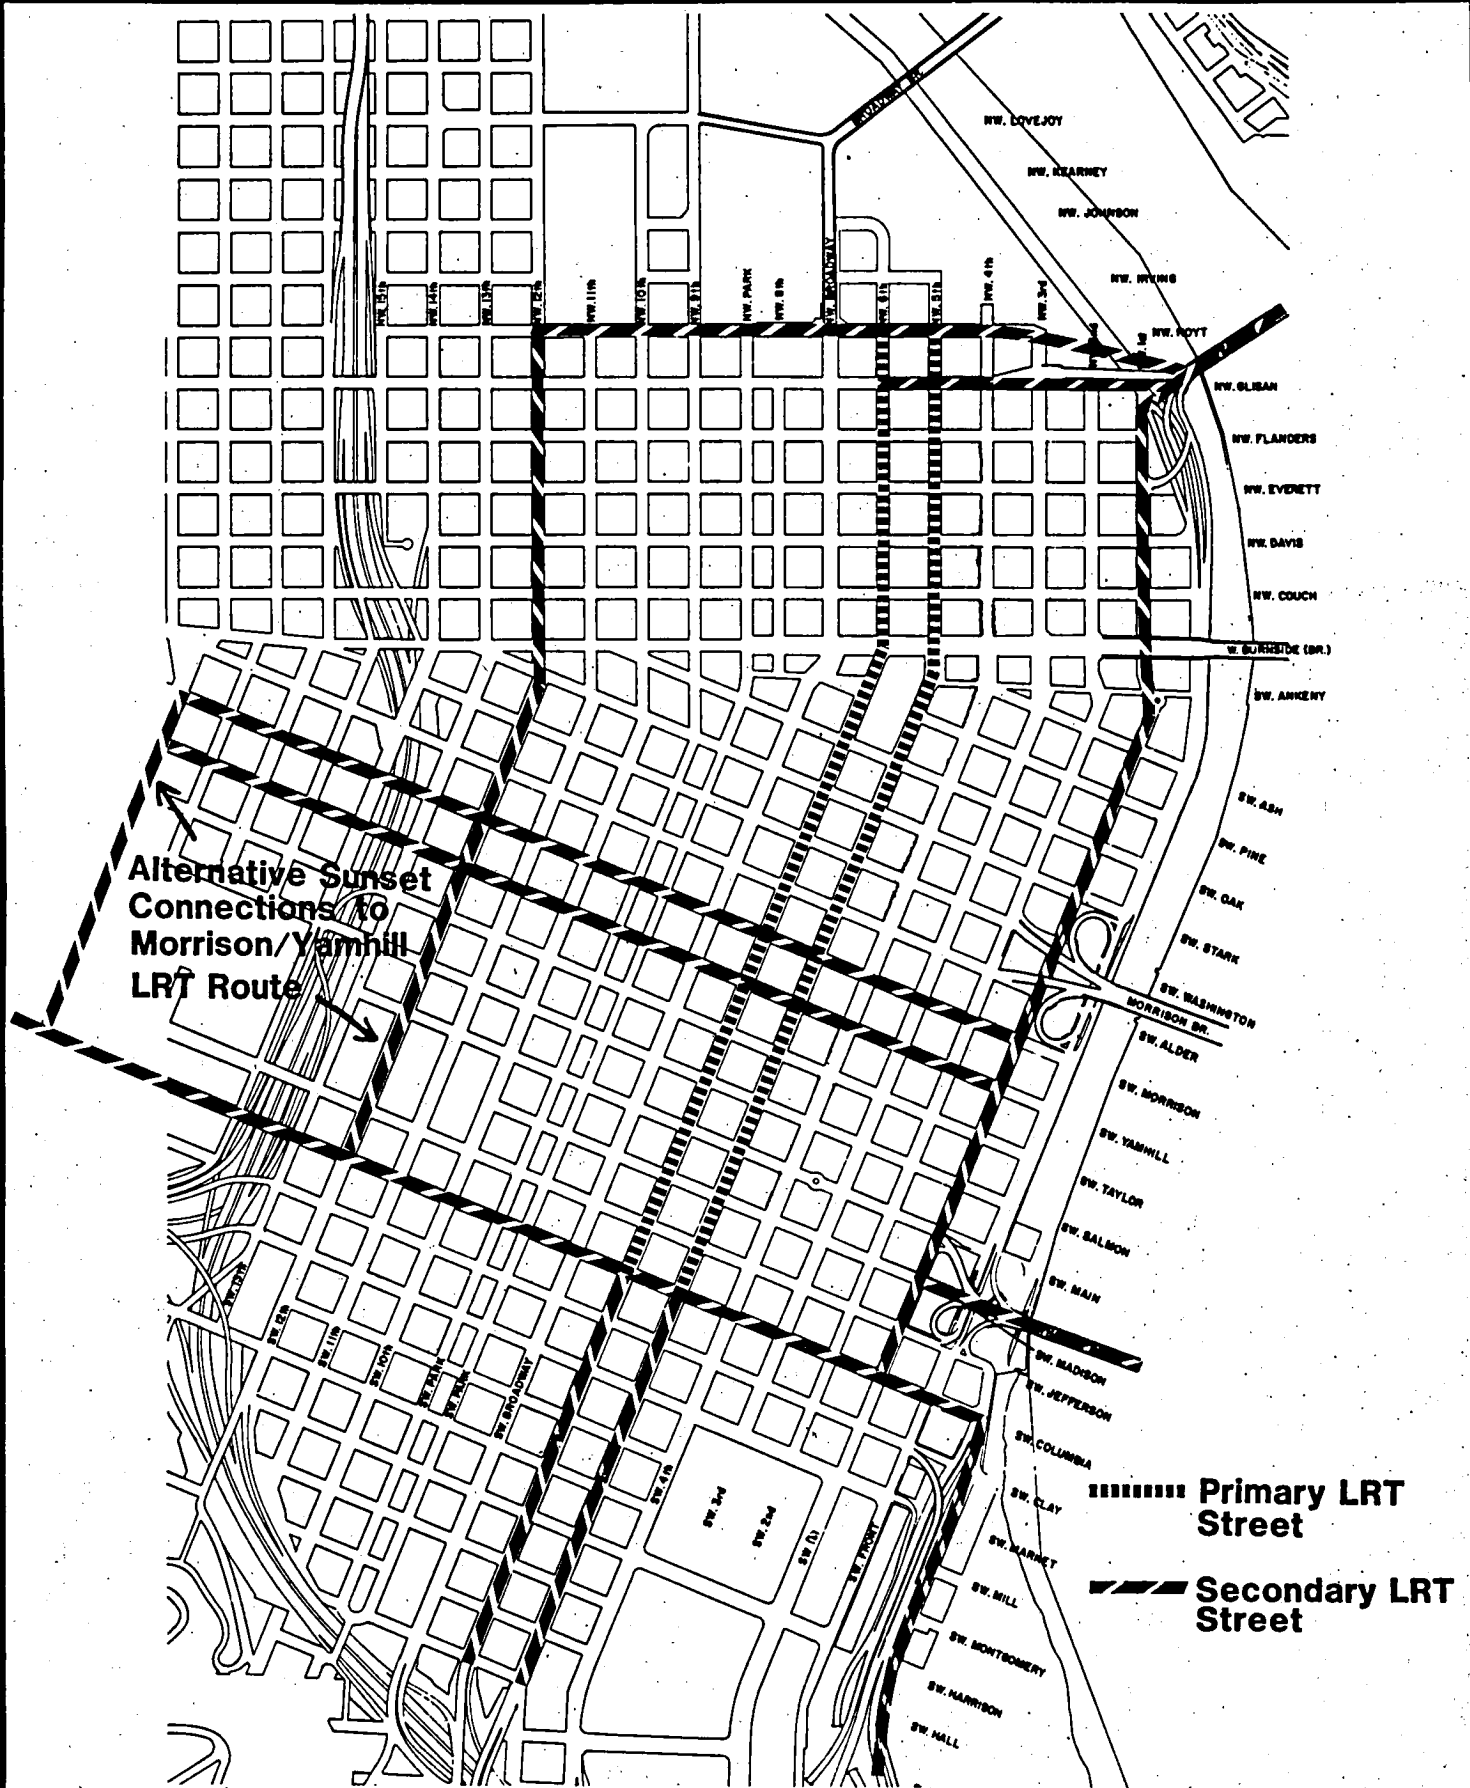 NW. LOVEJOY
NW. KEARNEY
NW. JOHNSON
NW. IRVING
NW. HOYT
NW. 15th
NW. 14th
NW. 13th
NW. 12th
NW. 11th
NW. 10th
NW. 9th
NW. PARK
NW. 8th
NW. BROADWAY
NW. 6th
NW. 5th
NW. 4th
NW. 3rd
NW. GLISAN
NW. FLANDERS
NW. EVERETT
NW. DAVIS
NW. COUCH
W. BURNSIDE (BR.)
SW. ANKENY
SW. ASH
SW. PINE
SW. OAK
SW. STARK
SW. WASHINGTON
MORRISON BR.
SW. ALDER
SW. MORRISON
SW. YAMHILL
SW. TAYLOR
SW. SALMON
SW. MAIN
SW. MADISON
SW. JEFFERSON
SW. COLUMBIA
SW. CLAY
SW. MARKET
SW. MILL
SW. MONTGOMERY
SW. HARRISON
SW. HALL
Alternative Sunset
Connections to
Morrison/Yamhill
LRT Route
SW. 13th
SW. 12th
SW. 11th
SW. 10th
SW. PARK
SW. PARK
SW. BROADWAY
SW. 4th
SW. 3rd
SW. 2nd
SW. FRONT
Primary LRT
Street
Secondary LRT
Street